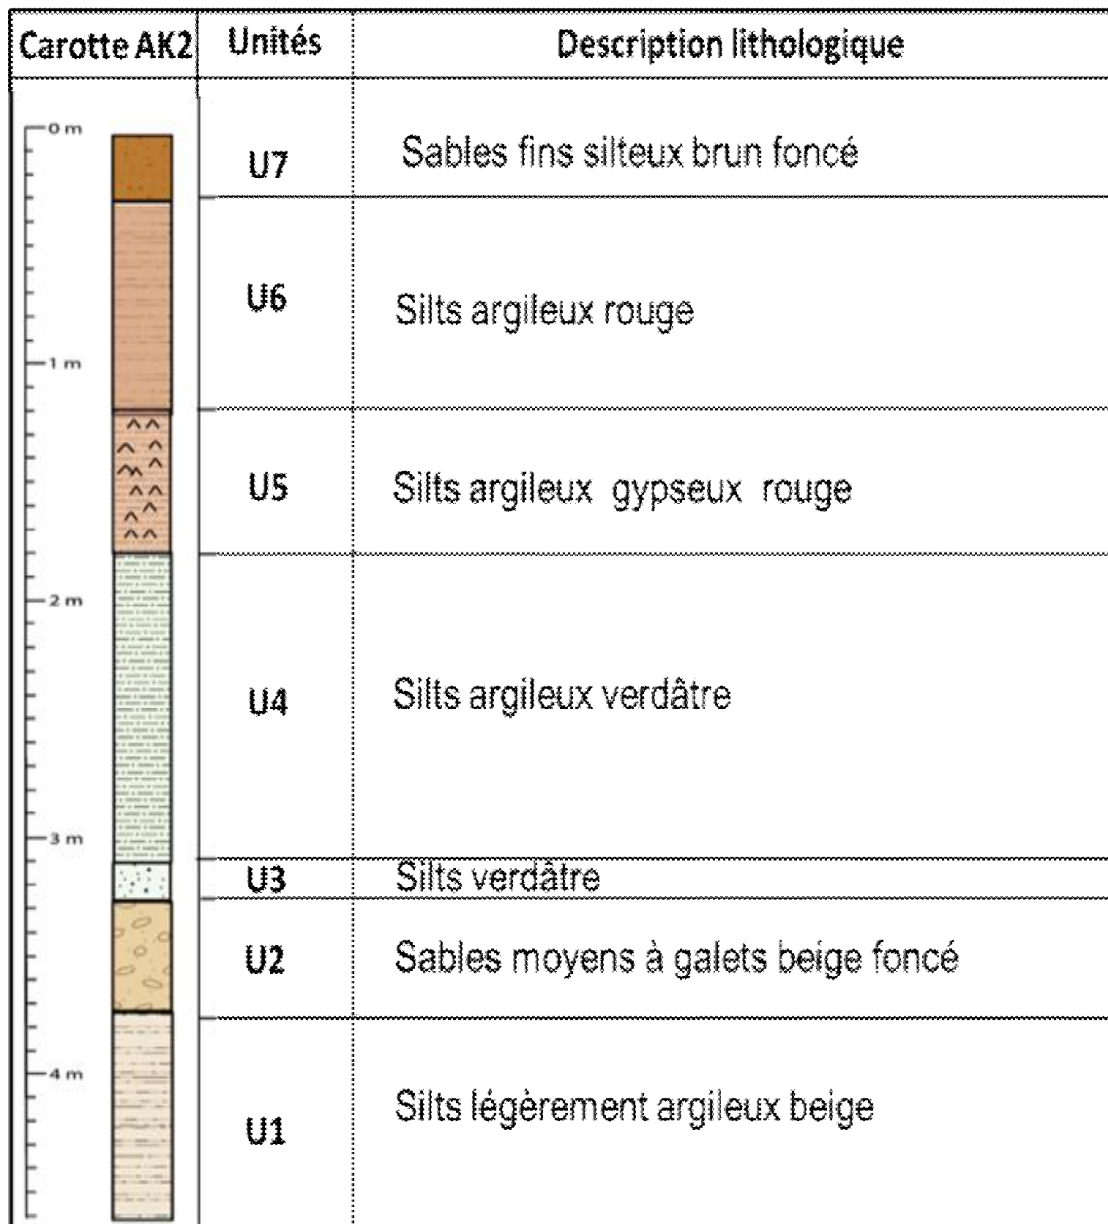 Carotte AK2 Unités Description lithologique
0 m
U7 Sables fins silteux brun foncé
U6 Silts argileux rouge
1 m
U5 Silts argileux gypseux rouge
2 m
U4 Silts argileux verdâtre
3 m
U3 Silts verdâtre
U2 Sables moyens à galets beige foncé
4 m
U1 Silts légèrement argileux beige